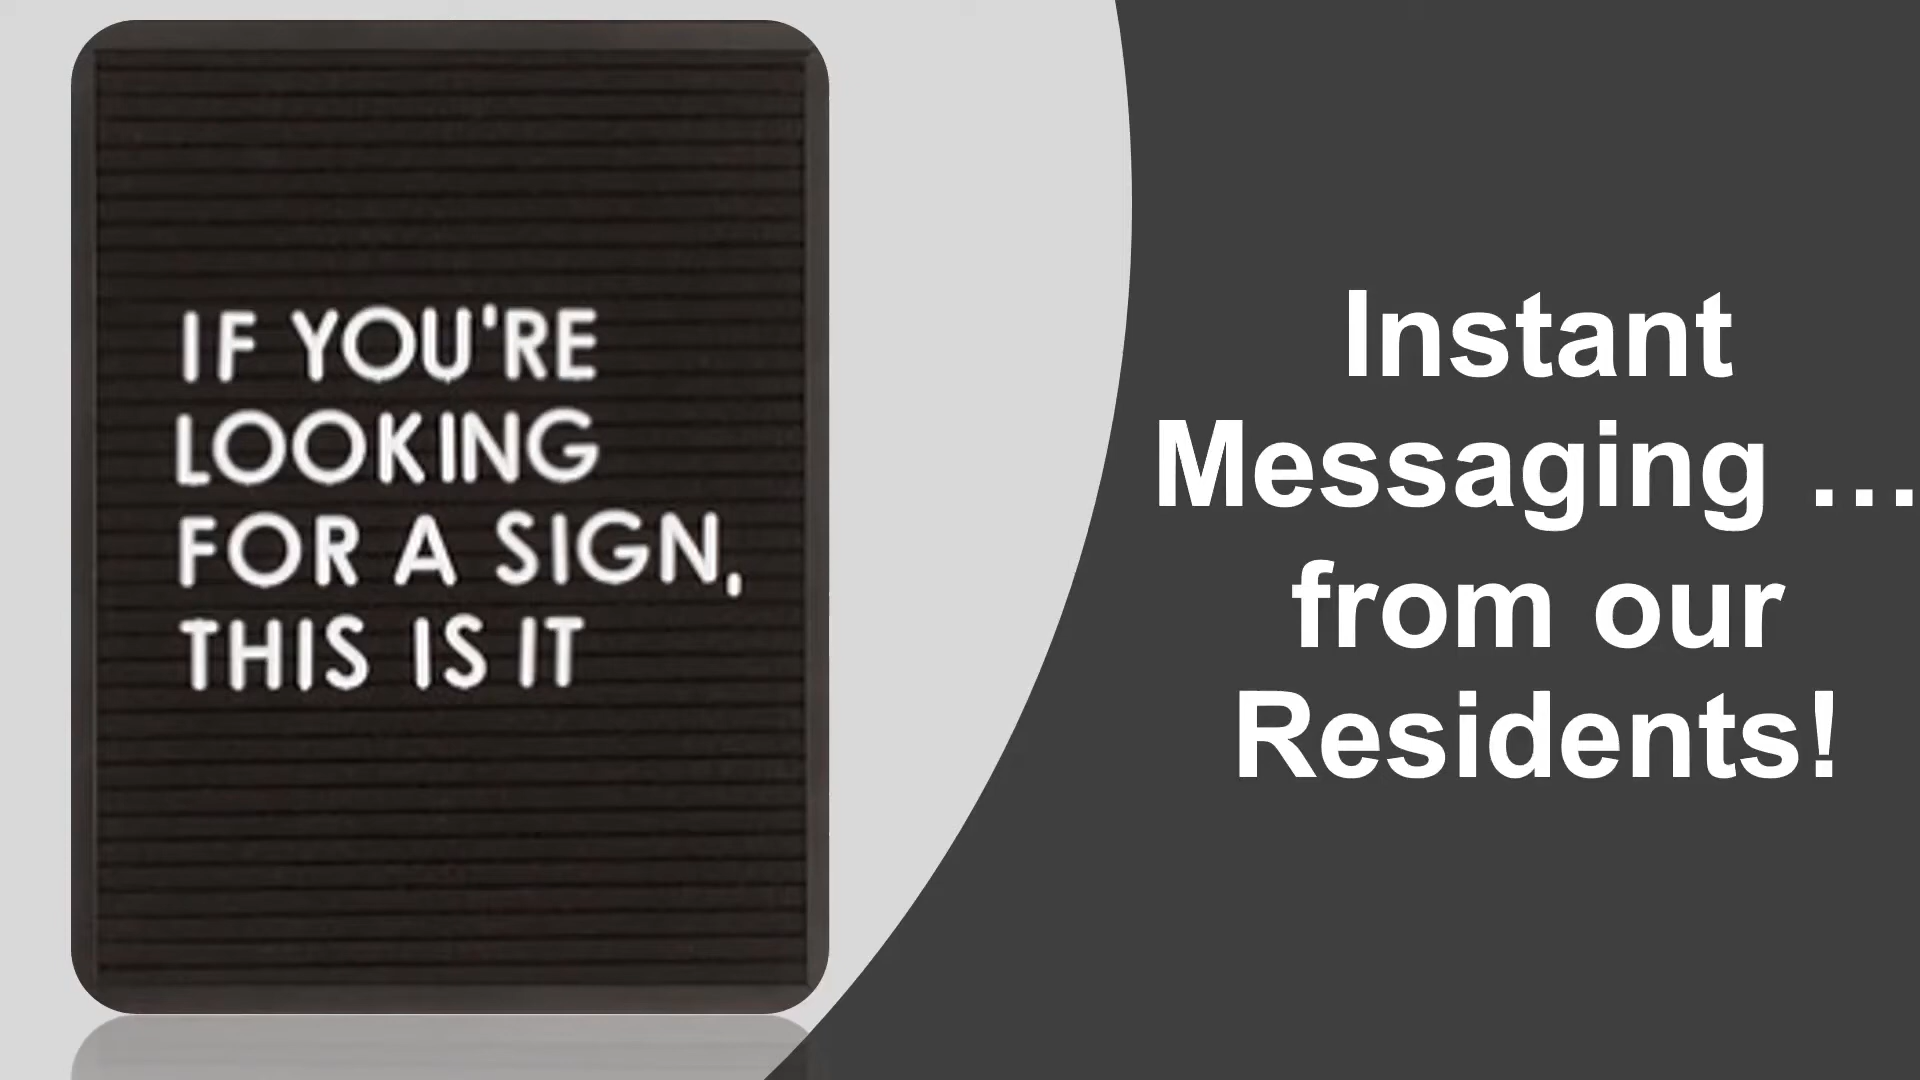 IF YOU'RE
LOOKING
FOR A SIGN,
THIS IS IT
Instant
Messaging …
from our
Residents!